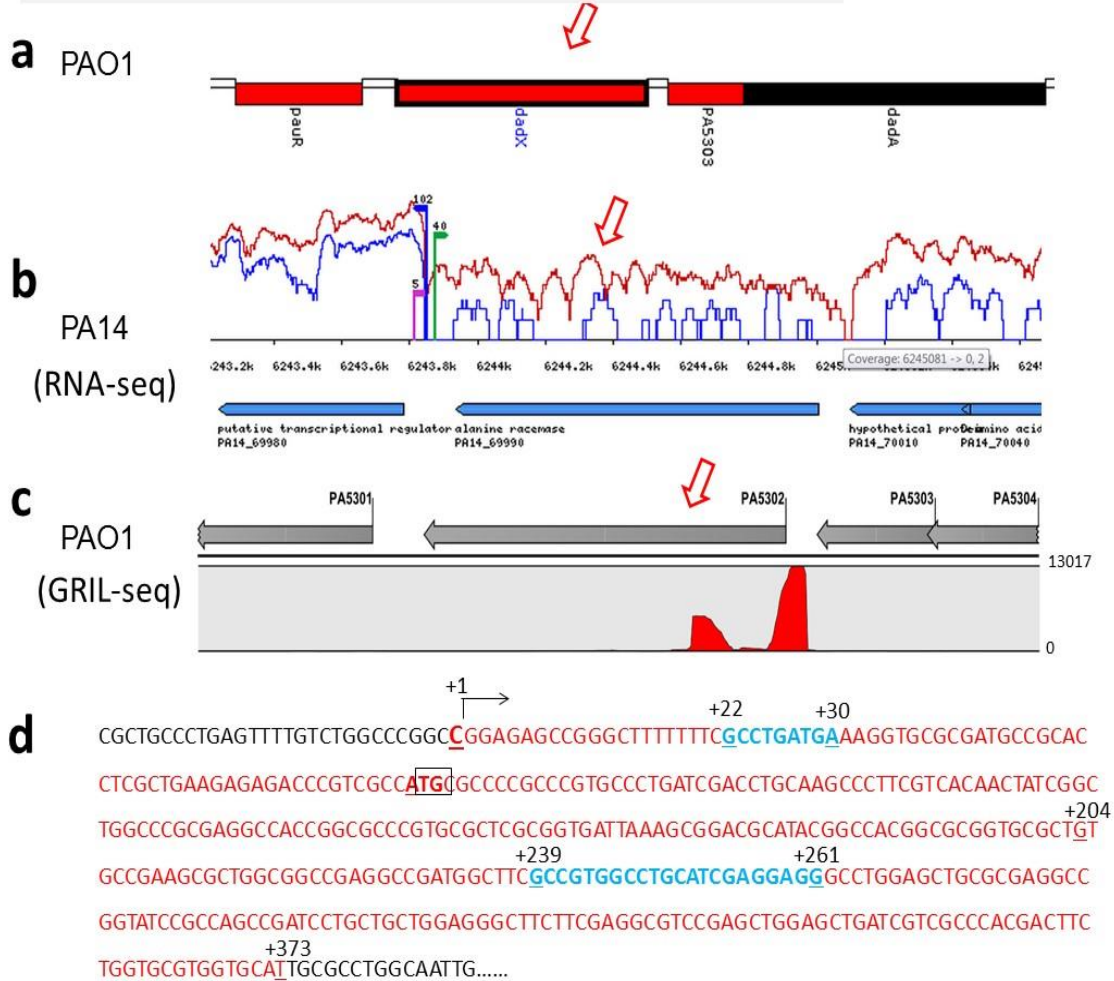 a PAO1
pauR
dadX
PA5303
dadA
b PA14 (RNA-seq)
102
40
5
243.2k 6243.4k 6243.6k 6243.8k 6244k 6244.2k 6244.4k 6244.6k 6244.8k
Coverage: 6245081 -> 0, 2
putative transcriptional regulator alanine racemase hypothetical
PA14_69980 PA14_69990 PA14_70010 PA14_70040
c PAO1 (GRIL-seq)
PA5301 PA5302 PA5303 PA5304
13017
0
d
+1 +22 +30
CGCTGCCCTGAGTTTTGTCTGGCCCGGCCGGAGAGCCGGGCTTTTTTTCGCCTGATGAAAGGTGCGCGATGCCGCAC
CTCGCTGAAGAGAGACCCGTCGCCATGCGCCCCGCCCGTGCCCTGATCGACCTGCAAGCCCTTCGTCACAACTATCGGC
TGGCCCGCGAGGCCACCGGCGCCCGTGCGCTCGCGGTGATTAAAGCGGACGCATACGGCCACGGCGCGGTGCGCTGT
+204
+239 +261
GCCGAAGCGCTGGCGGCCGAGGCCGATGGCTTCGCCGTGGCCTGCATCGAGGAGGGCCTGGAGCTGCGCGAGGCC
GGTATCCGCCAGCCGATCCTGCTGCTGGAGGGCTTCTTCGAGGCGTCCGAGCTGGAGCTGATCGTCGCCCACGACTTC
+373
TGGTGCGTGGTGCATTGCGCCTGGCAATTG......